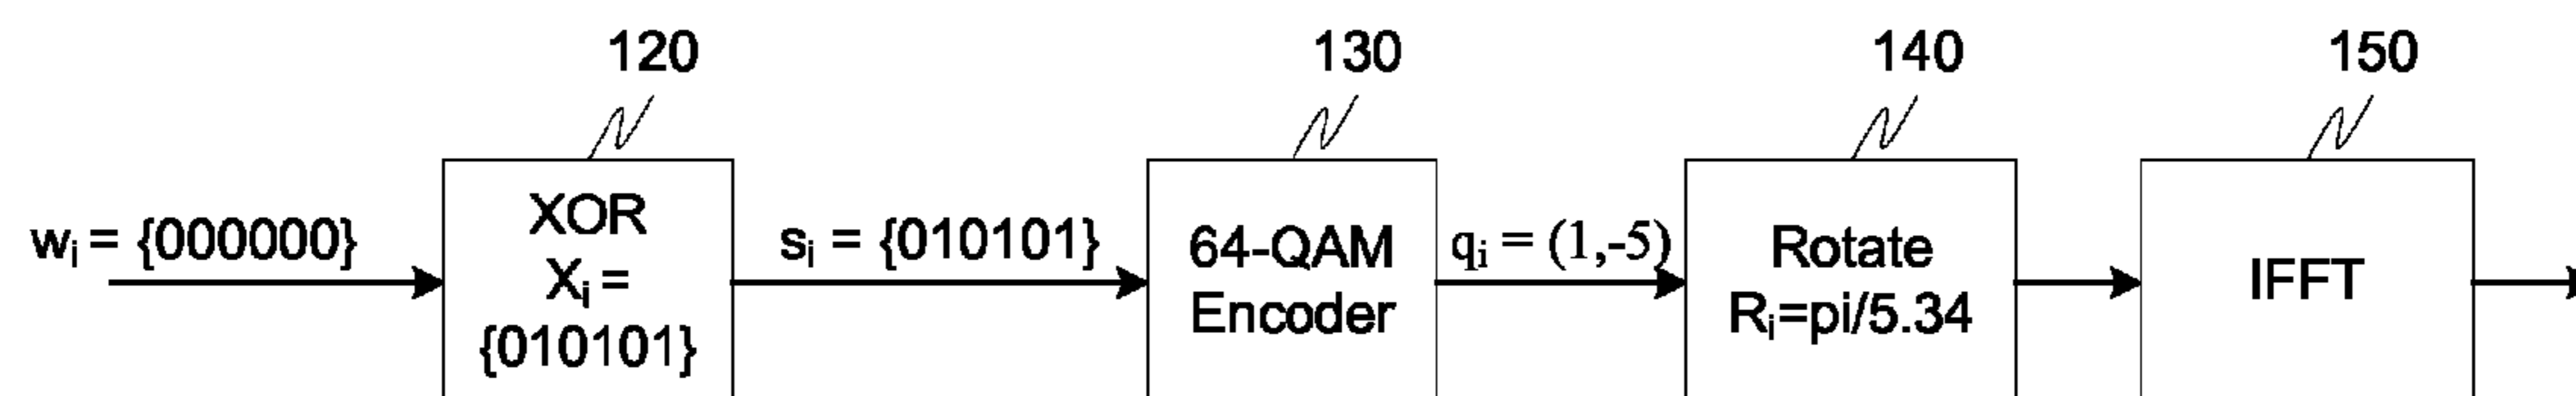 120
130
140
150
wᵢ = {000000}
XOR
Xᵢ =
{010101}
sᵢ = {010101}
64-QAM
Encoder
qᵢ = (1,-5)
Rotate
Rᵢ=pi/5.34
IFFT